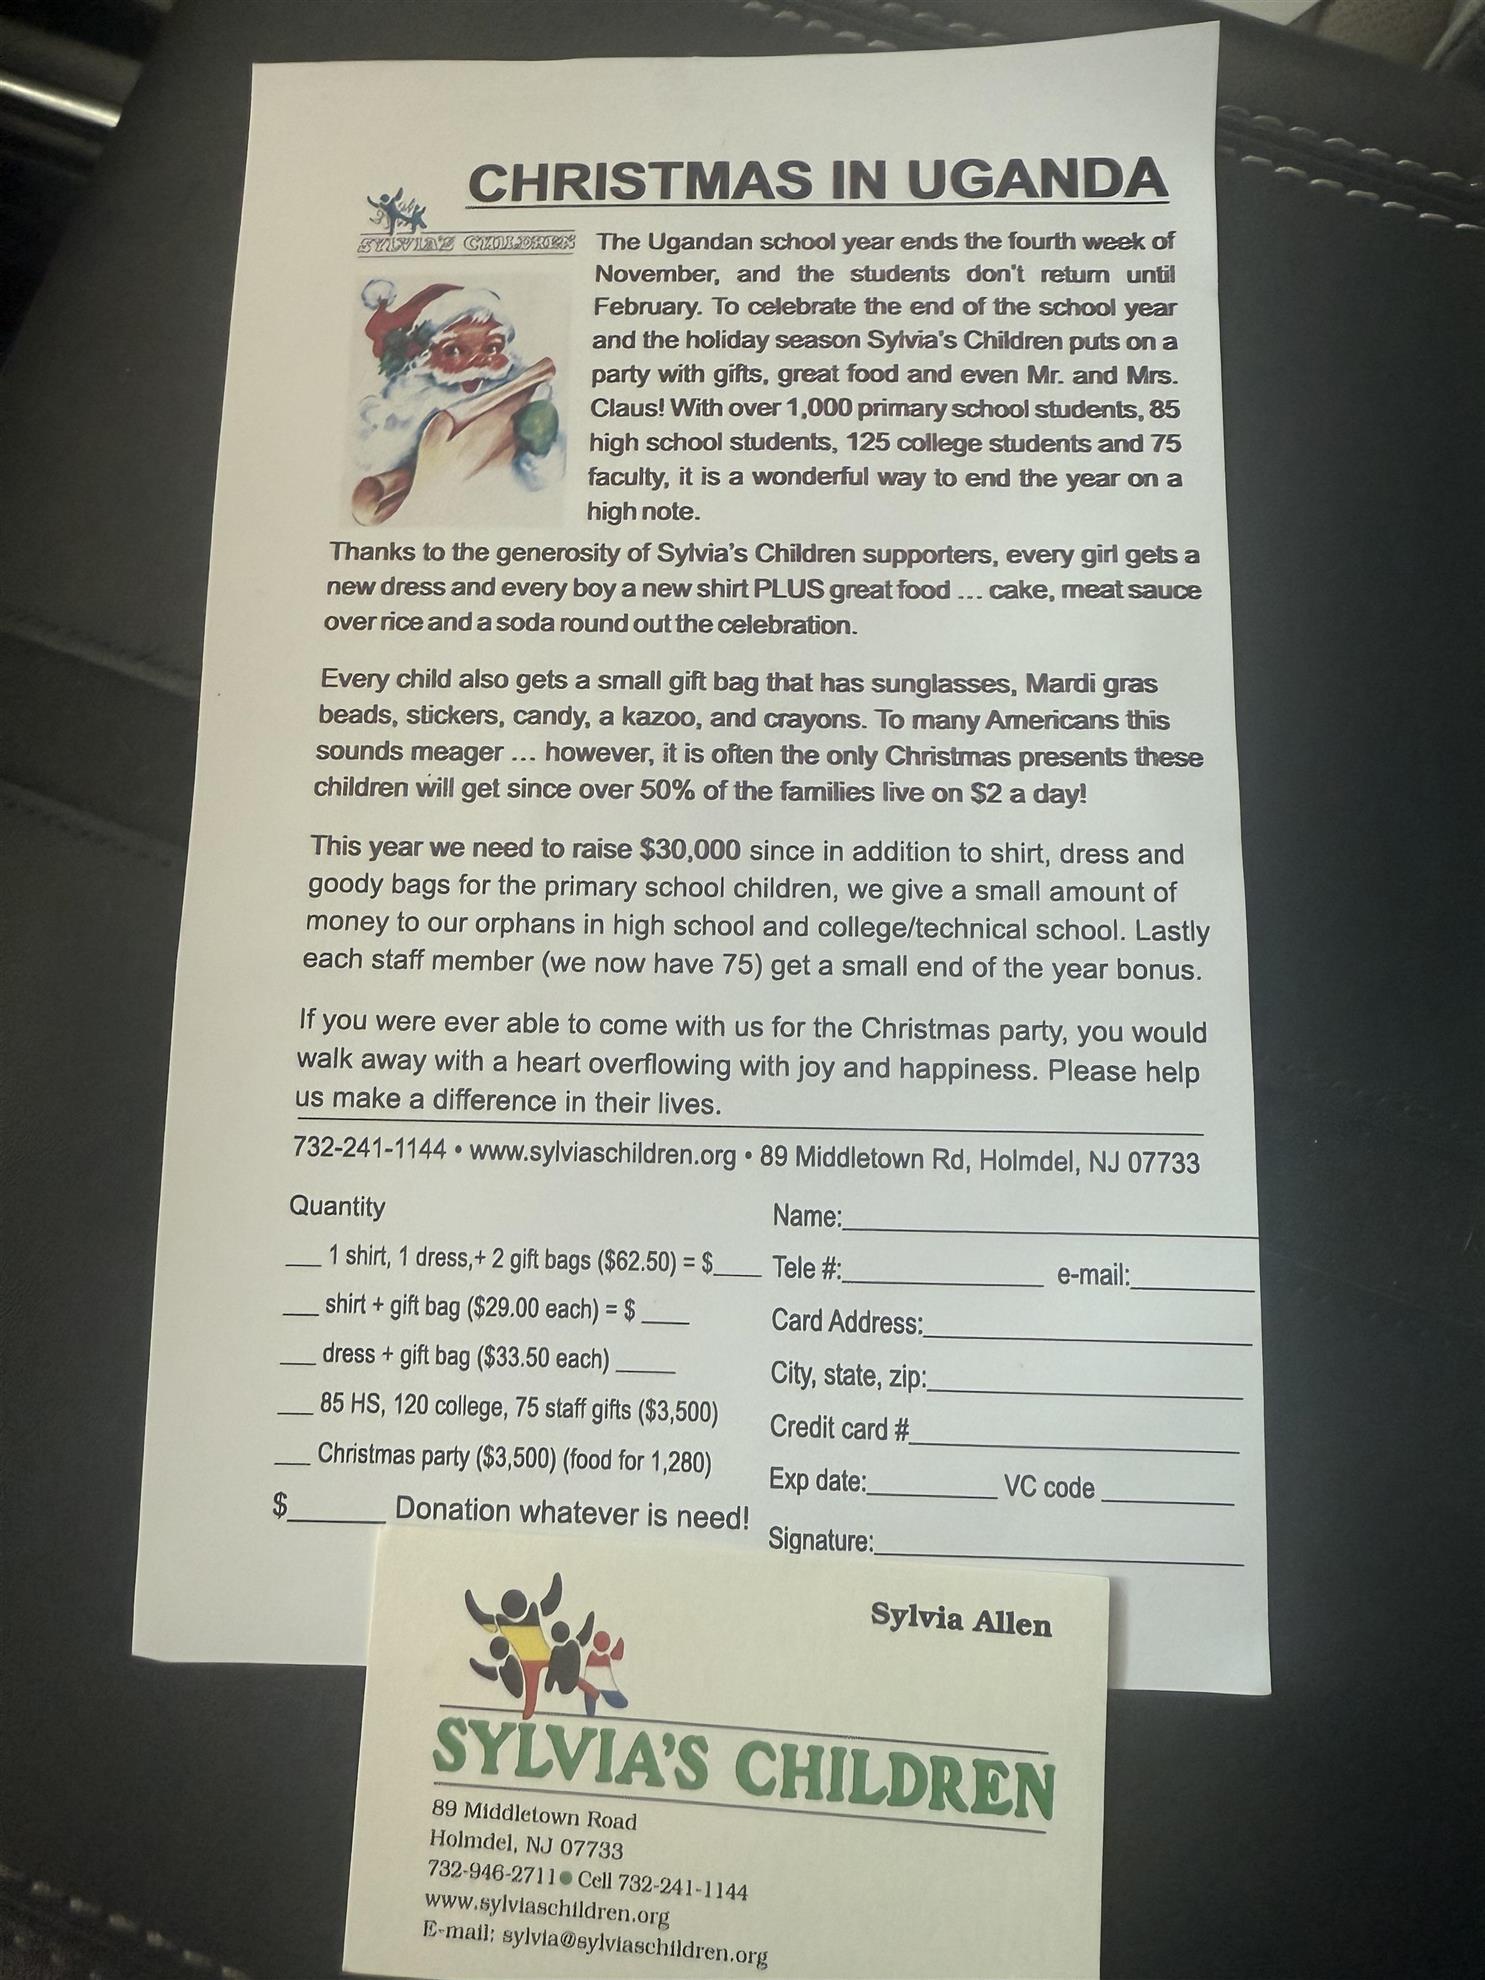 CHRISTMAS IN UGANDA
SYLVIA'S CHILDREN
The Ugandan school year ends the fourth week of
November, and the students don't return until
February. To celebrate the end of the school year
and the holiday season Sylvia's Children puts on a
party with gifts, great food and even Mr. and Mrs.
Claus! With over 1,000 primary school students, 85
high school students, 125 college students and 75
faculty, it is a wonderful way to end the year on a
high note.
Thanks to the generosity of Sylvia's Children supporters, every girl gets a
new dress and every boy a new shirt PLUS great food ... cake, meat sauce
over rice and a soda round out the celebration.
Every child also gets a small gift bag that has sunglasses, Mardi gras
beads, stickers, candy, a kazoo, and crayons. To many Americans this
sounds meager ... however, it is often the only Christmas presents these
children will get since over 50% of the families live on $2 a day!
This year we need to raise $30,000 since in addition to shirt, dress and
goody bags for the primary school children, we give a small amount of
money to our orphans in high school and college/technical school. Lastly
each staff member (we now have 75) get a small end of the year bonus.
If you were ever able to come with us for the Christmas party, you would
walk away with a heart overflowing with joy and happiness. Please help
us make a difference in their lives.
732-241-1144 • www.sylviaschildren.org • 89 Middletown Rd, Holmdel, NJ 07733
Quantity
___ 1 shirt, 1 dress,+ 2 gift bags ($62.50) = $____
___ shirt + gift bag ($29.00 each) = $ ____
___ dress + gift bag ($33.50 each) _____
___ 85 HS, 120 college, 75 staff gifts ($3,500)
___ Christmas party ($3,500) (food for 1,280)
$______ Donation whatever is need!
Name:______________________
Tele #:______________ e-mail:________
Card Address:______________________
City, state, zip:______________________
Credit card #______________________
Exp date:_________ VC code _________
Signature:______________________
Sylvia Allen
SYLVIA'S CHILDREN
89 Middletown Road
Holmdel, NJ 07733
732-946-2711● Cell 732-241-1144
www.sylviaschildren.org
E-mail: sylvia@sylviaschildren.org